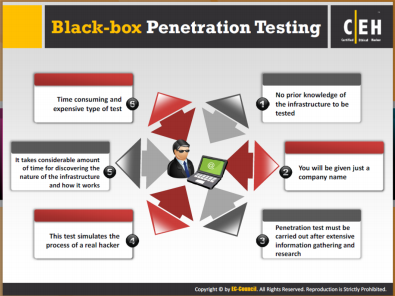 Black-box Penetration Testing
C|EH
Certified Ethical Hacker
Time consuming and
expensive type of test
6
1
No prior knowledge of
the infrastructure to be
tested
It takes considerable amount
of time for discovering the
nature of the infrastructure
and how it works
5
2
You will be given just a
company name
This test simulates the
process of a real hacker
4
3
Penetration test must be
carried out after extensive
information gathering and
research
Copyright © by EC-Council. All Rights Reserved. Reproduction is Strictly Prohibited.